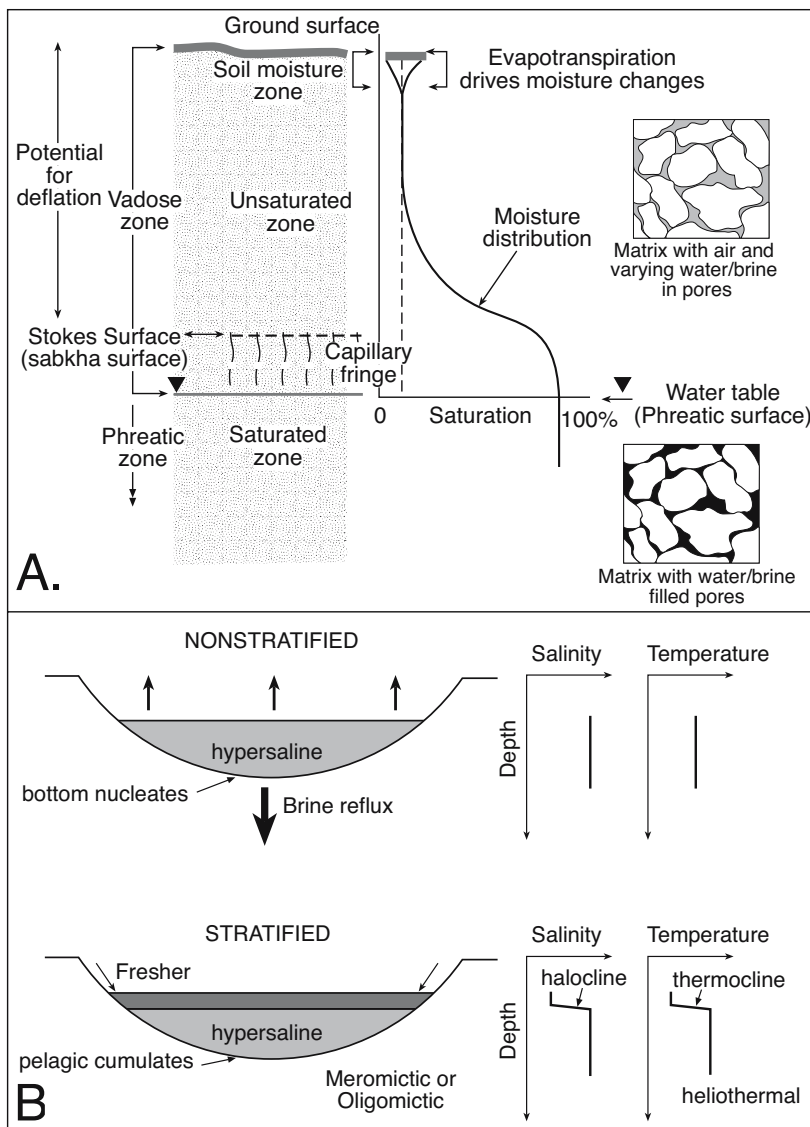 Ground surface
Soil moisture
zone
Evapotranspiration
drives moisture changes
Potential
for
deflation
Vadose
zone
Unsaturated
zone
Moisture
distribution
Matrix with air and
varying water/brine
in pores
Stokes Surface
(sabkha surface)
Capillary
fringe
0
Saturation
100%
Water table
(Phreatic surface)
Phreatic
zone
Saturated
zone
Matrix with water/brine
filled pores
A.
NONSTRATIFIED
hypersaline
bottom nucleates
Brine reflux
Salinity
Temperature
Depth
STRATIFIED
Fresher
hypersaline
pelagic cumulates
Meromictic or
Oligomictic
Salinity
Temperature
halocline
thermocline
Depth
heliothermal
B